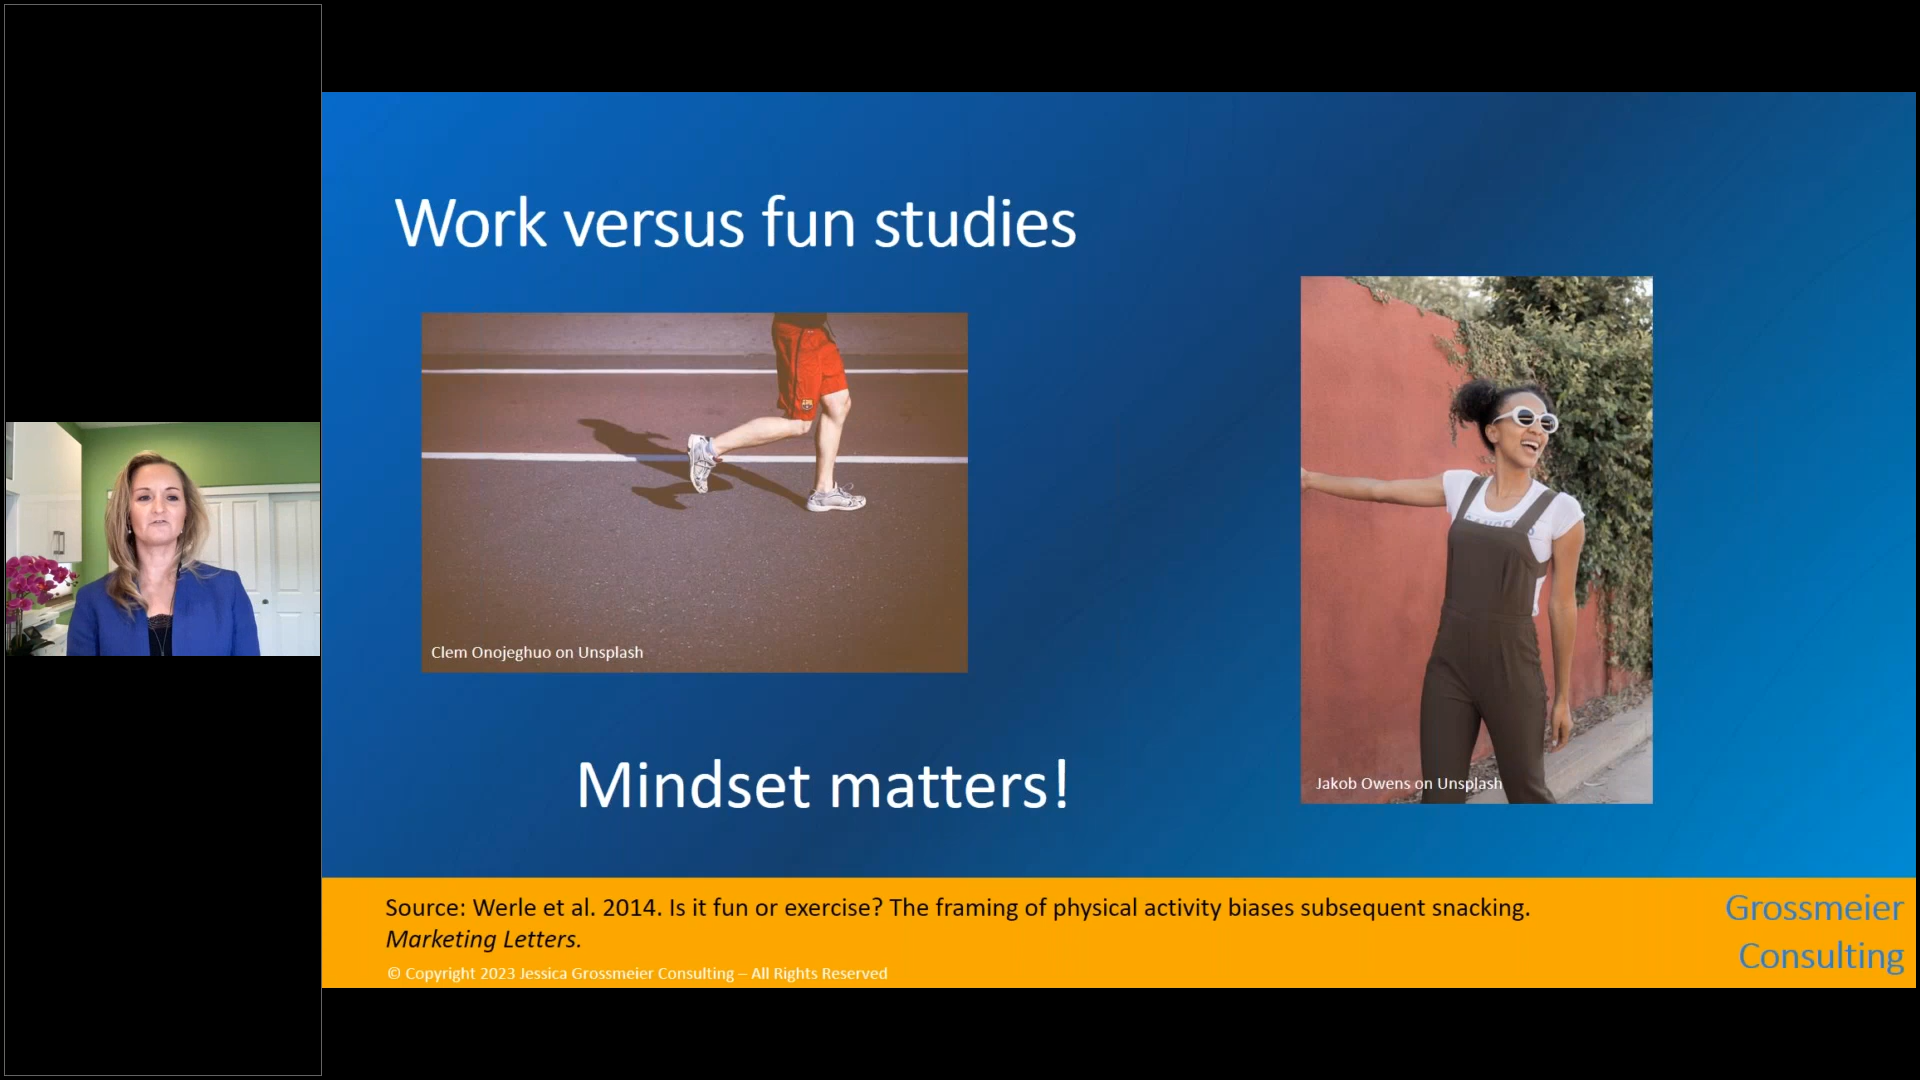 Work versus fun studies
Clem Onojeghuo on Unsplash
Jakob Owens on Unsplash
Mindset matters!
Source: Werle et al. 2014. Is it fun or exercise? The framing of physical activity biases subsequent snacking.
Marketing Letters.
© Copyright 2023 Jessica Grossmeier Consulting – All Rights Reserved
Grossmeier
Consulting